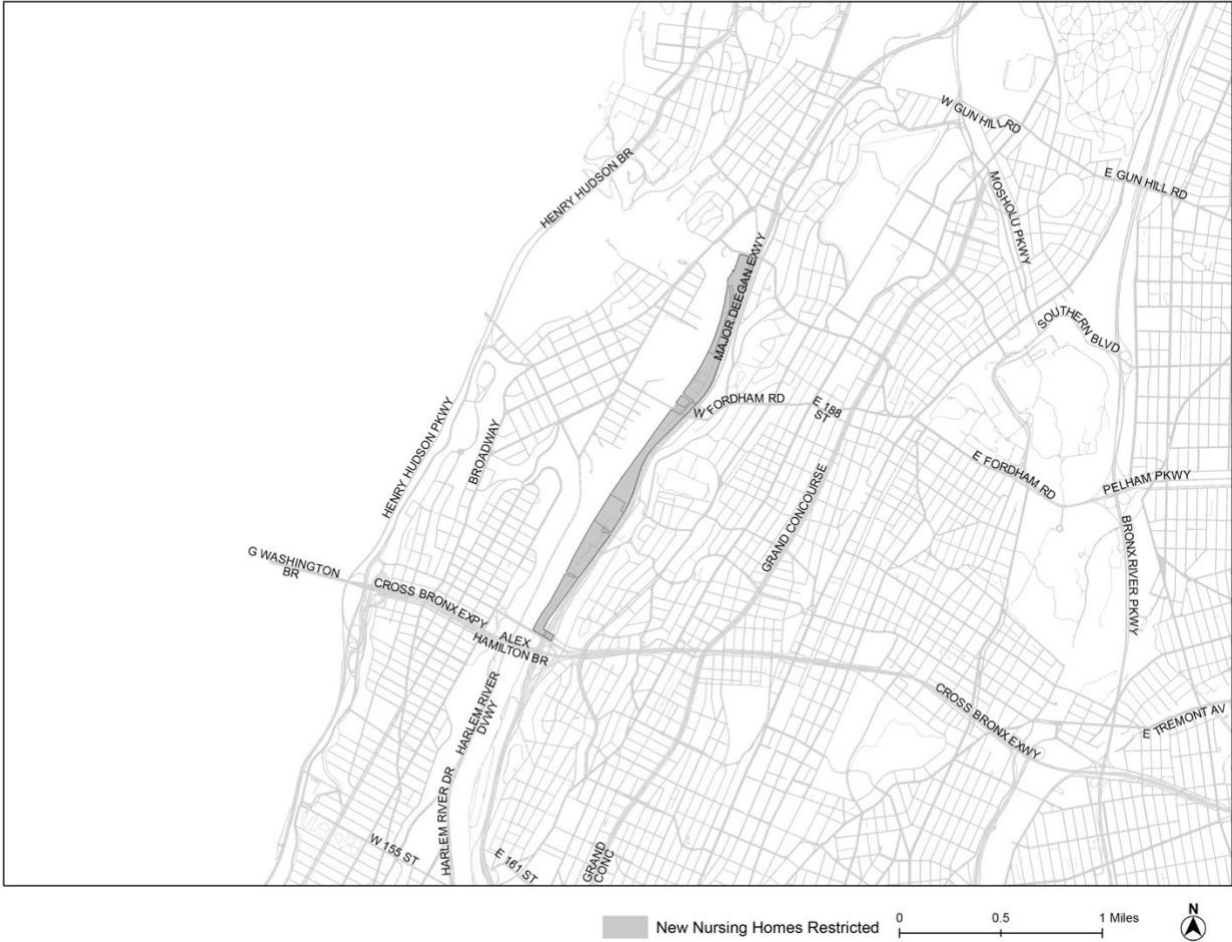 W GUN HILL RD
E GUN HILL RD
MOSHOLU PKWY
HENRY HUDSON BR
MAJOR DEEGAN EXWY
SOUTHERN BLVD
W FORDHAM RD
E 188
ST
HENRY HUDSON PKWY
BROADWAY
E FORDHAM RD
PELHAM PKWY
GRAND CONCOURSE
BRONX RIVER PKWY
G WASHINGTON
BR
CROSS BRONX EXPY
ALEX
HAMILTON BR
HARLEM RIVER
DVWY
CROSS BRONX EXWY
E TREMONT AV
HARLEM RIVER DR
W 155 ST
E 161 ST
GRAND
CONC
New Nursing Homes Restricted
0 0.5 1 Miles
N